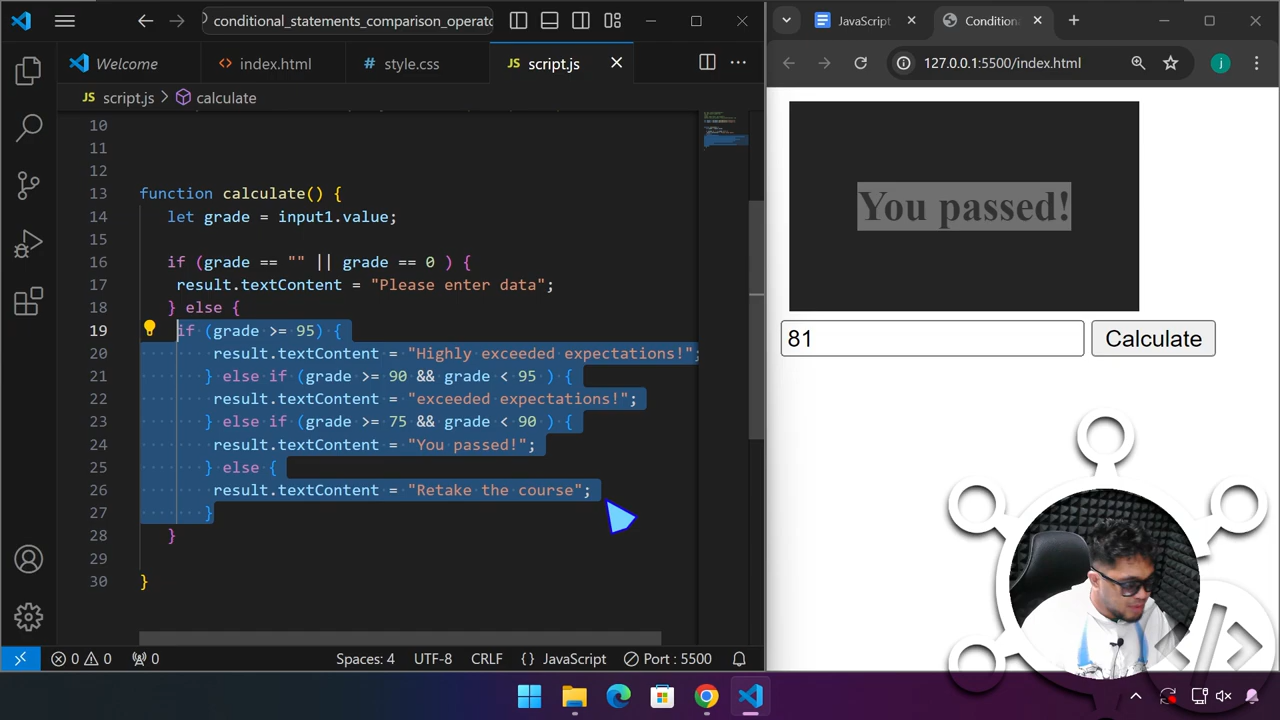 conditional_statements_comparison_operato
Welcome
index.html
style.css
JS script.js
JS script.js > calculate
10
11
12
13 function calculate() {
14 let grade = input1.value;
15
16 if (grade == "" || grade == 0 ) {
17 result.textContent = "Please enter data";
18 } else {
19 if (grade >= 95) {
20 result.textContent = "Highly exceeded expectations!";
21 } else if (grade >= 90 && grade < 95 ) {
22 result.textContent = "exceeded expectations!";
23 } else if (grade >= 75 && grade < 90 ) {
24 result.textContent = "You passed!";
25 } else {
26 result.textContent = "Retake the course";
27 }
28 }
29
30 }
0 0 0
Spaces: 4
UTF-8
CRLF
{ } JavaScript
Port : 5500
JavaScript
Condition
127.0.0.1:5500/index.html
j
You passed!
81
Calculate